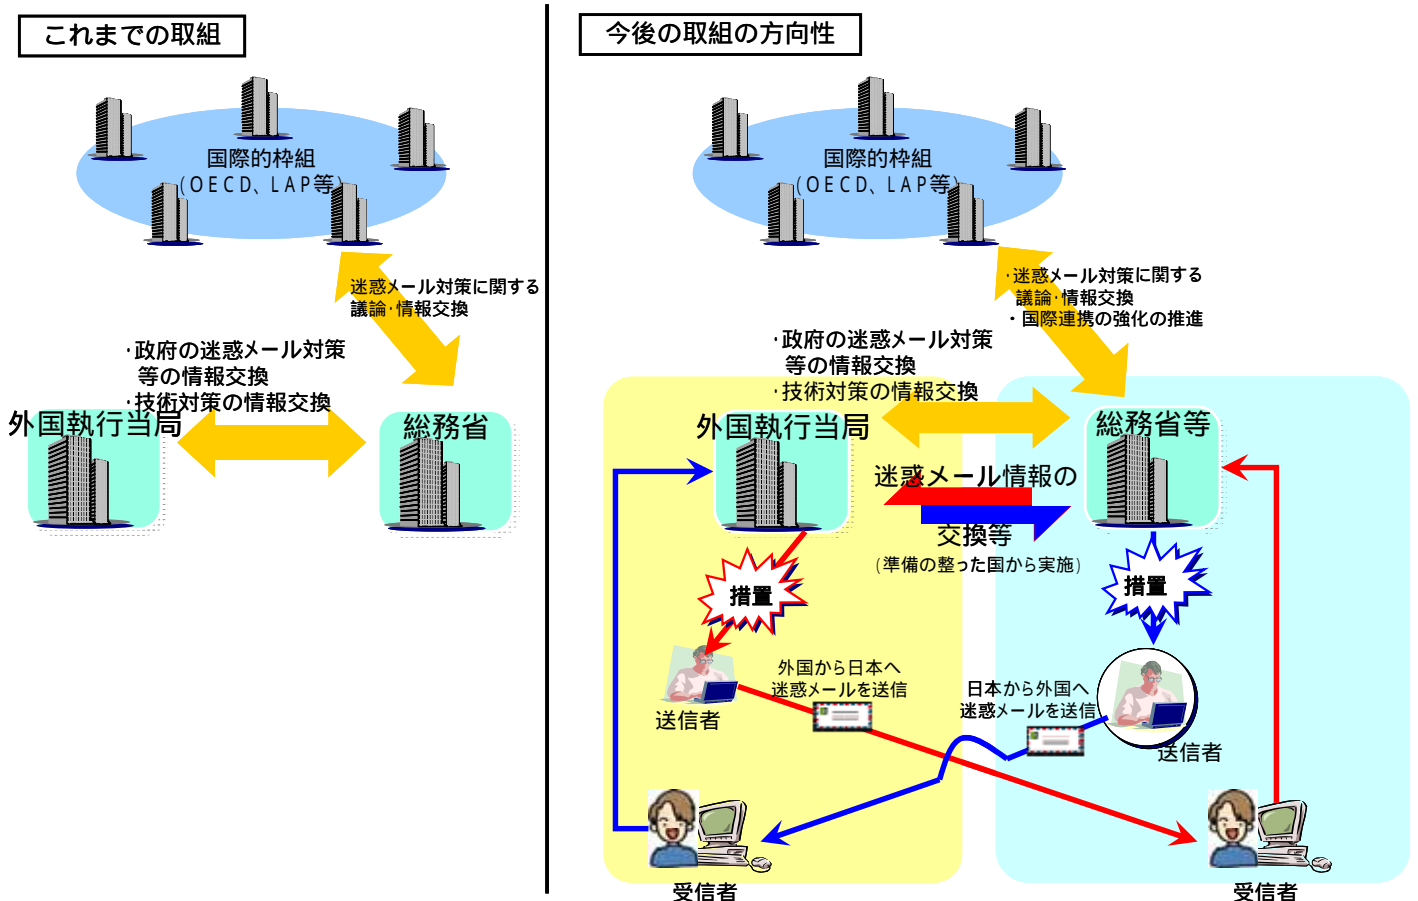 これまでの取組
国際的枠組
(OECD、LAP等)
迷惑メール対策に関する
議論・情報交換
・政府の迷惑メール対策
等の情報交換
・技術対策の情報交換
外国執行当局
総務省
今後の取組の方向性
国際的枠組
(OECD、LAP等)
・迷惑メール対策に関する
議論・情報交換
・国際連携の強化の推進
・政府の迷惑メール対策
等の情報交換
・技術対策の情報交換
外国執行当局
総務省等
迷惑メール情報の
交換等
(準備の整った国から実施)
措置
措置
外国から日本へ
迷惑メールを送信
送信者
日本から外国へ
迷惑メールを送信
送信者
受信者
受信者